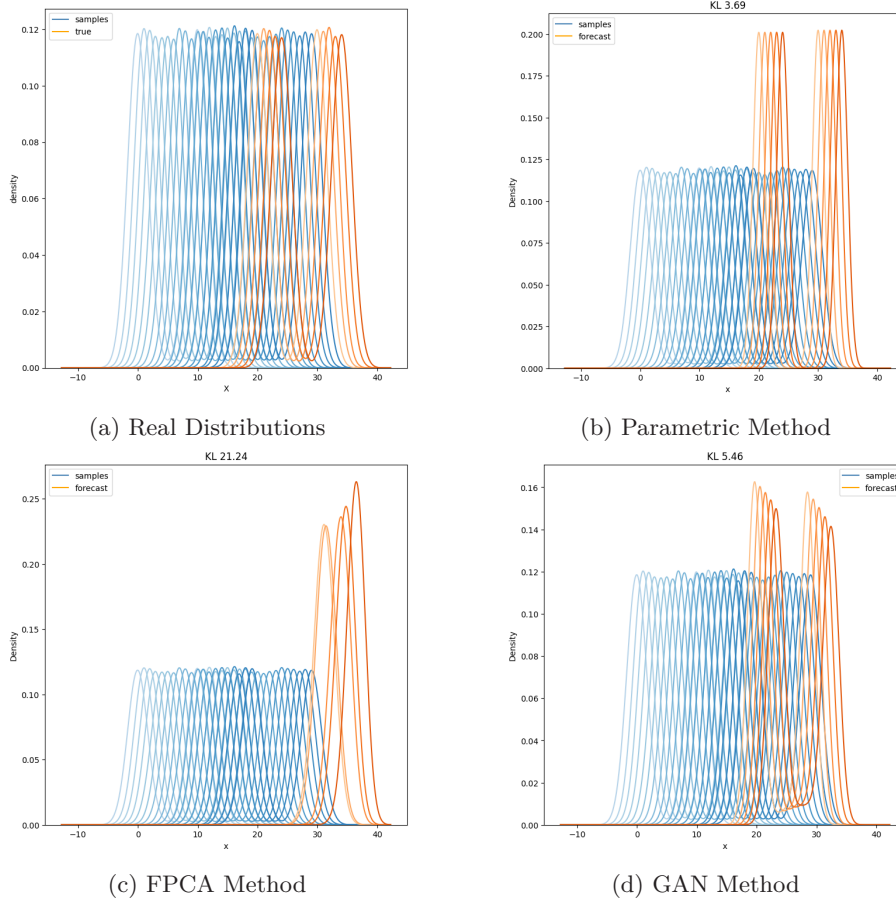 samples
true
0.12
0.10
0.08
0.06
0.04
0.02
0.00
density
−10
0
10
20
30
40
X
(a) Real Distributions
KL 3.69
samples
forecast
0.200
0.175
0.150
0.125
0.100
0.075
0.050
0.025
0.000
Density
−10
0
10
20
30
40
x
(b) Parametric Method
KL 21.24
samples
forecast
0.25
0.20
0.15
0.10
0.05
0.00
Density
−10
0
10
20
30
40
x
(c) FPCA Method
KL 5.46
samples
forecast
0.16
0.14
0.12
0.10
0.08
0.06
0.04
0.02
0.00
Density
−10
0
10
20
30
40
x
(d) GAN Method